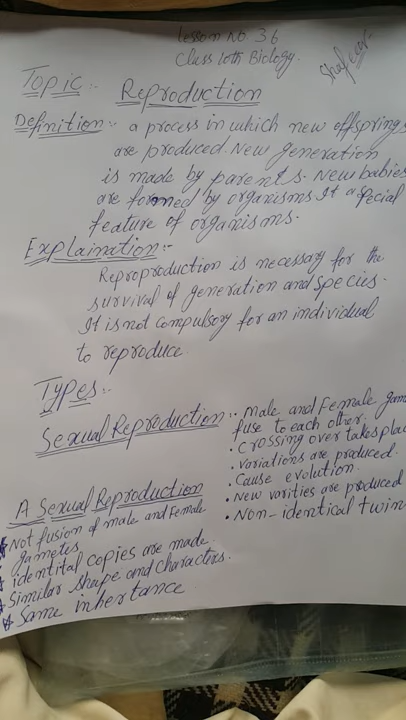 Lesson No. 36
Class 10th Biology.
Topic:- Reproduction
Definition:- a process in which new offsprings
are produced. New generation
is made by parents. New babies
are formed by organisms It a special
feature of organisms.
Explaination:-
Reproproduction is necessary for the
survival of generation and species.
It is not compulsory for an individual
to reproduce.
Types:-
Sexual Reproduction:- Male and Female gam
fuse to each other.
• Crossing over takes plac
• Variations are produced.
• Cause evolution.
• New varities are produced
• Non-identical twin
A Sexual Reproduction
* Not fusion of male and Female
gametes.
* identital copies are made.
* Similar shape and characters.
* Same inhertance